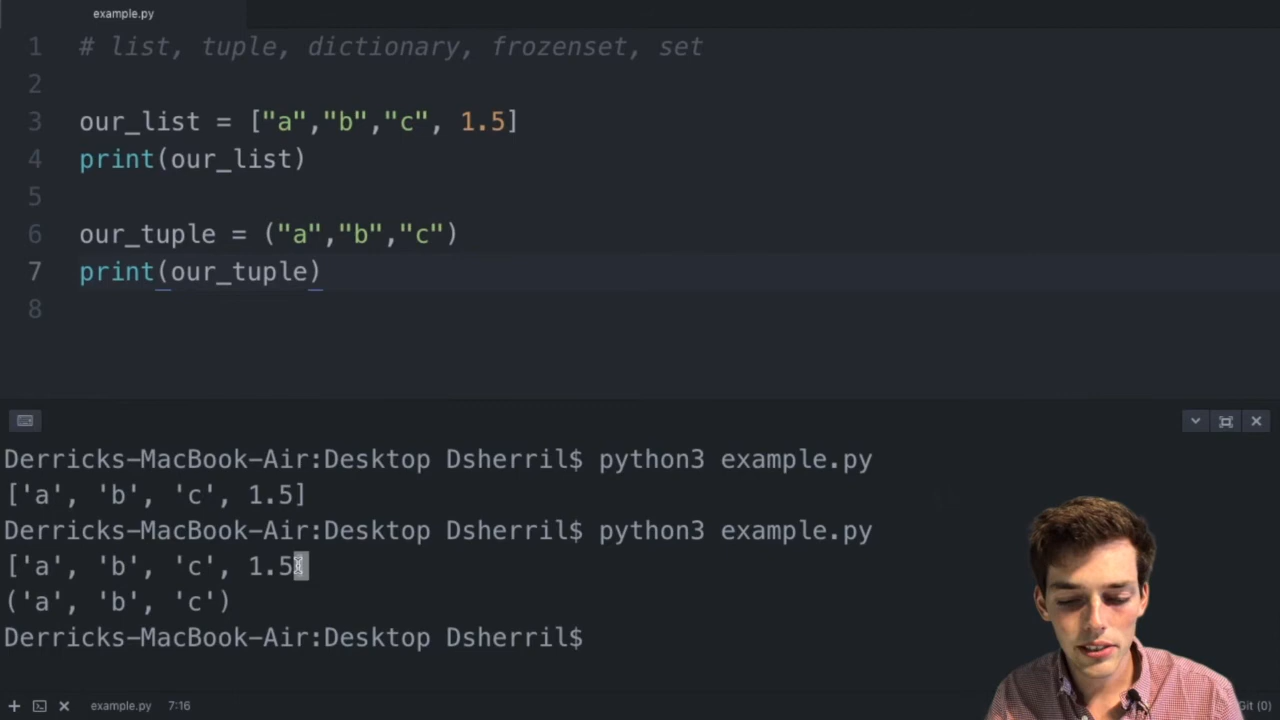 example.py
1 # list, tuple, dictionary, frozenset, set
2
3 our_list = ["a","b","c", 1.5]
4 print(our_list)
5
6 our_tuple = ("a","b","c")
7 print(our_tuple)
8
Derricks-MacBook-Air:Desktop Dsherril$ python3 example.py
['a', 'b', 'c', 1.5]
Derricks-MacBook-Air:Desktop Dsherril$ python3 example.py
['a', 'b', 'c', 1.5
('a', 'b', 'c')
Derricks-MacBook-Air:Desktop Dsherril$
example.py 7:16 Git (0)